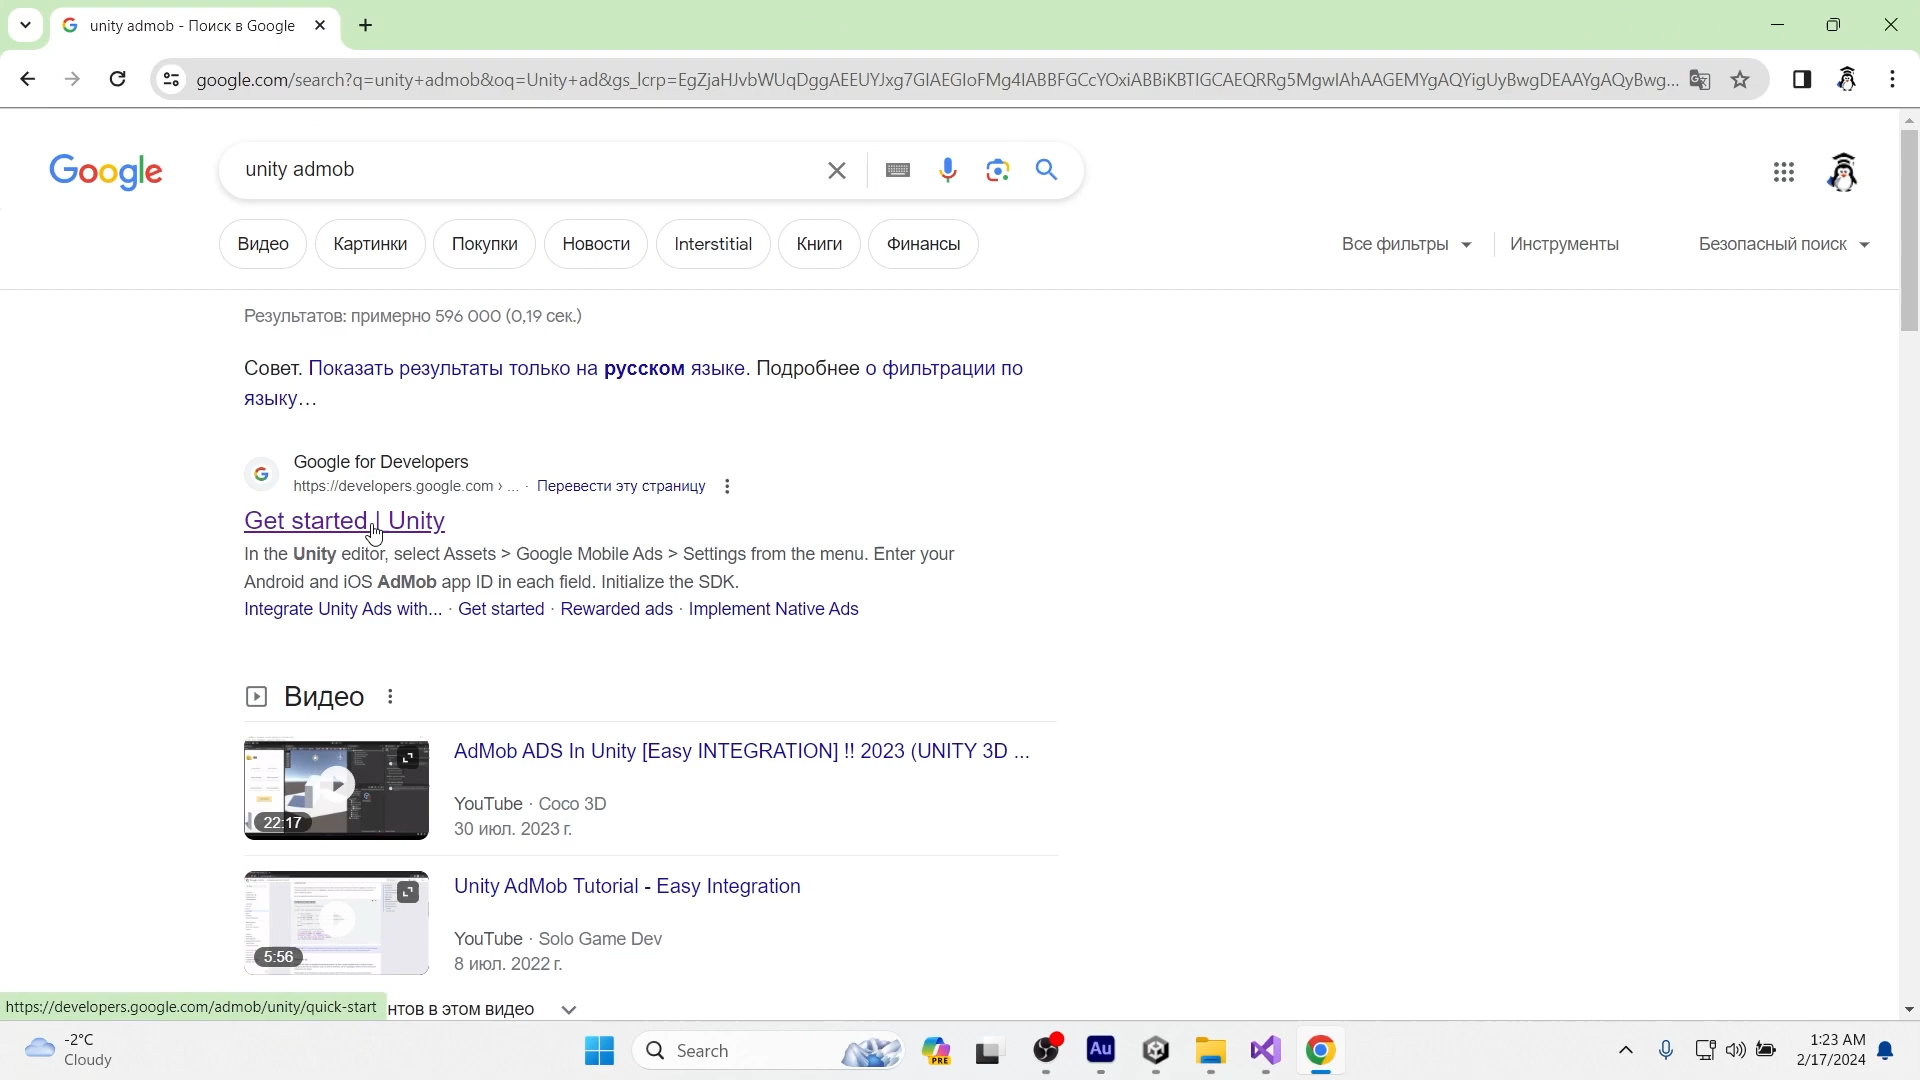 unity admob - Поиск в Google
google.com/search?q=unity+admob&oq=Unity+ad&gs_lcrp=EgZjaHJvbWUqDggAEEUYJxg7GIAEGIoFMg4IABBFGCcYOxiABBiKBTIGCAEQRRg5MgwIAhAAGEMYgAQYigUyBwgDEAAYgAQyBwg...
Google
unity admob
Видео
Картинки
Покупки
Новости
Interstitial
Книги
Финансы
Все фильтры
Инструменты
Безопасный поиск
Результатов: примерно 596 000 (0,19 сек.)
Совет. Показать результаты только на русском языке. Подробнее о фильтрации по
языку…
Google for Developers
https://developers.google.com › ... · Перевести эту страницу
Get started | Unity
In the Unity editor, select Assets > Google Mobile Ads > Settings from the menu. Enter your
Android and iOS AdMob app ID in each field. Initialize the SDK.
Integrate Unity Ads with... · Get started · Rewarded ads · Implement Native Ads
Видео
AdMob ADS In Unity [Easy INTEGRATION] !! 2023 (UNITY 3D ...
22:17
YouTube · Coco 3D
30 июл. 2023 г.
Unity AdMob Tutorial - Easy Integration
5:56
YouTube · Solo Game Dev
8 июл. 2022 г.
https://developers.google.com/admob/unity/quick-start
нтов в этом видео
-2°C
Cloudy
Search
PRE
Au
1:23 AM
2/17/2024